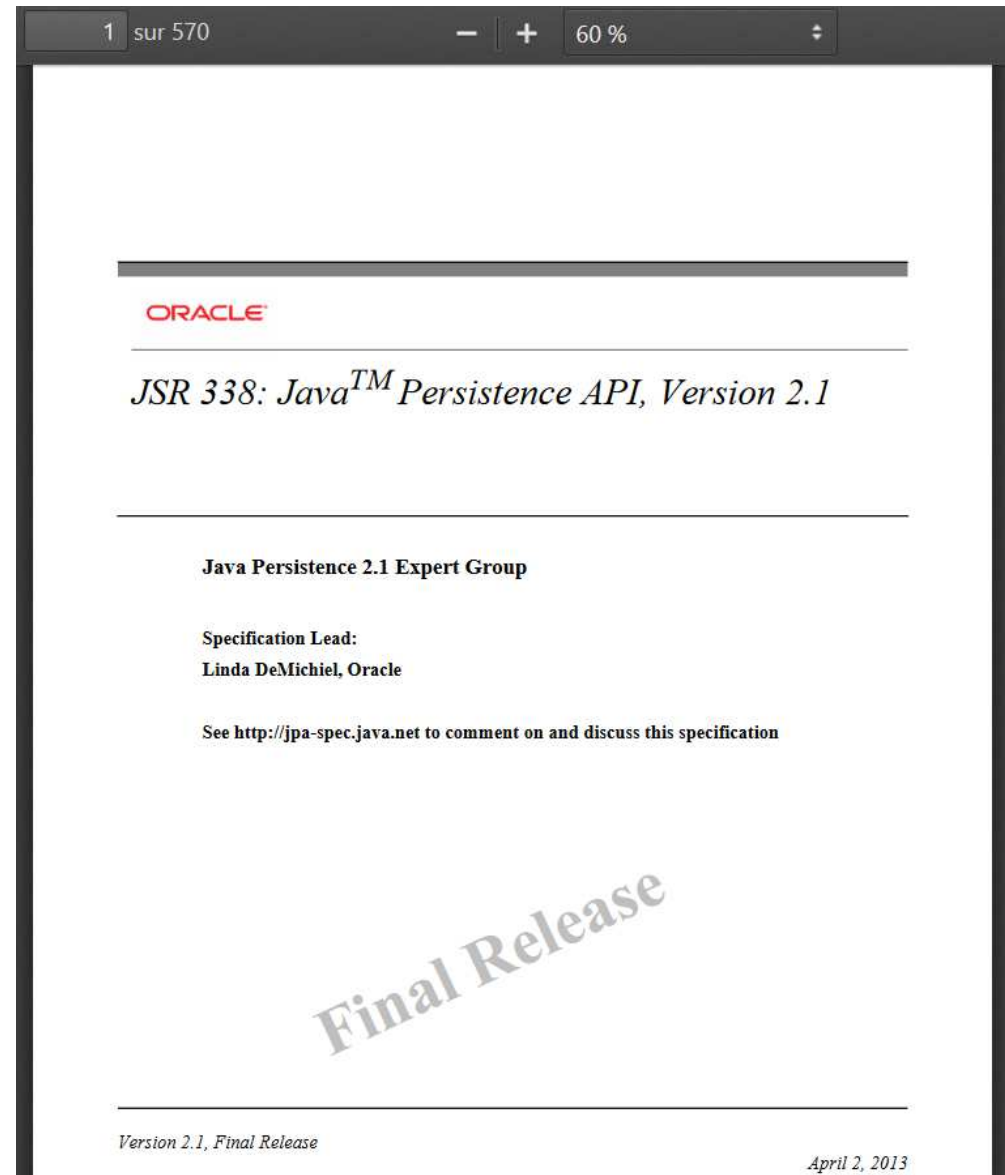 1 sur 570 − + 60 %
ORACLE
JSR 338: Java™ Persistence API, Version 2.1
Java Persistence 2.1 Expert Group
Specification Lead:
Linda DeMichiel, Oracle
See http://jpa-spec.java.net to comment on and discuss this specification
Final Release
Version 2.1, Final Release
April 2, 2013